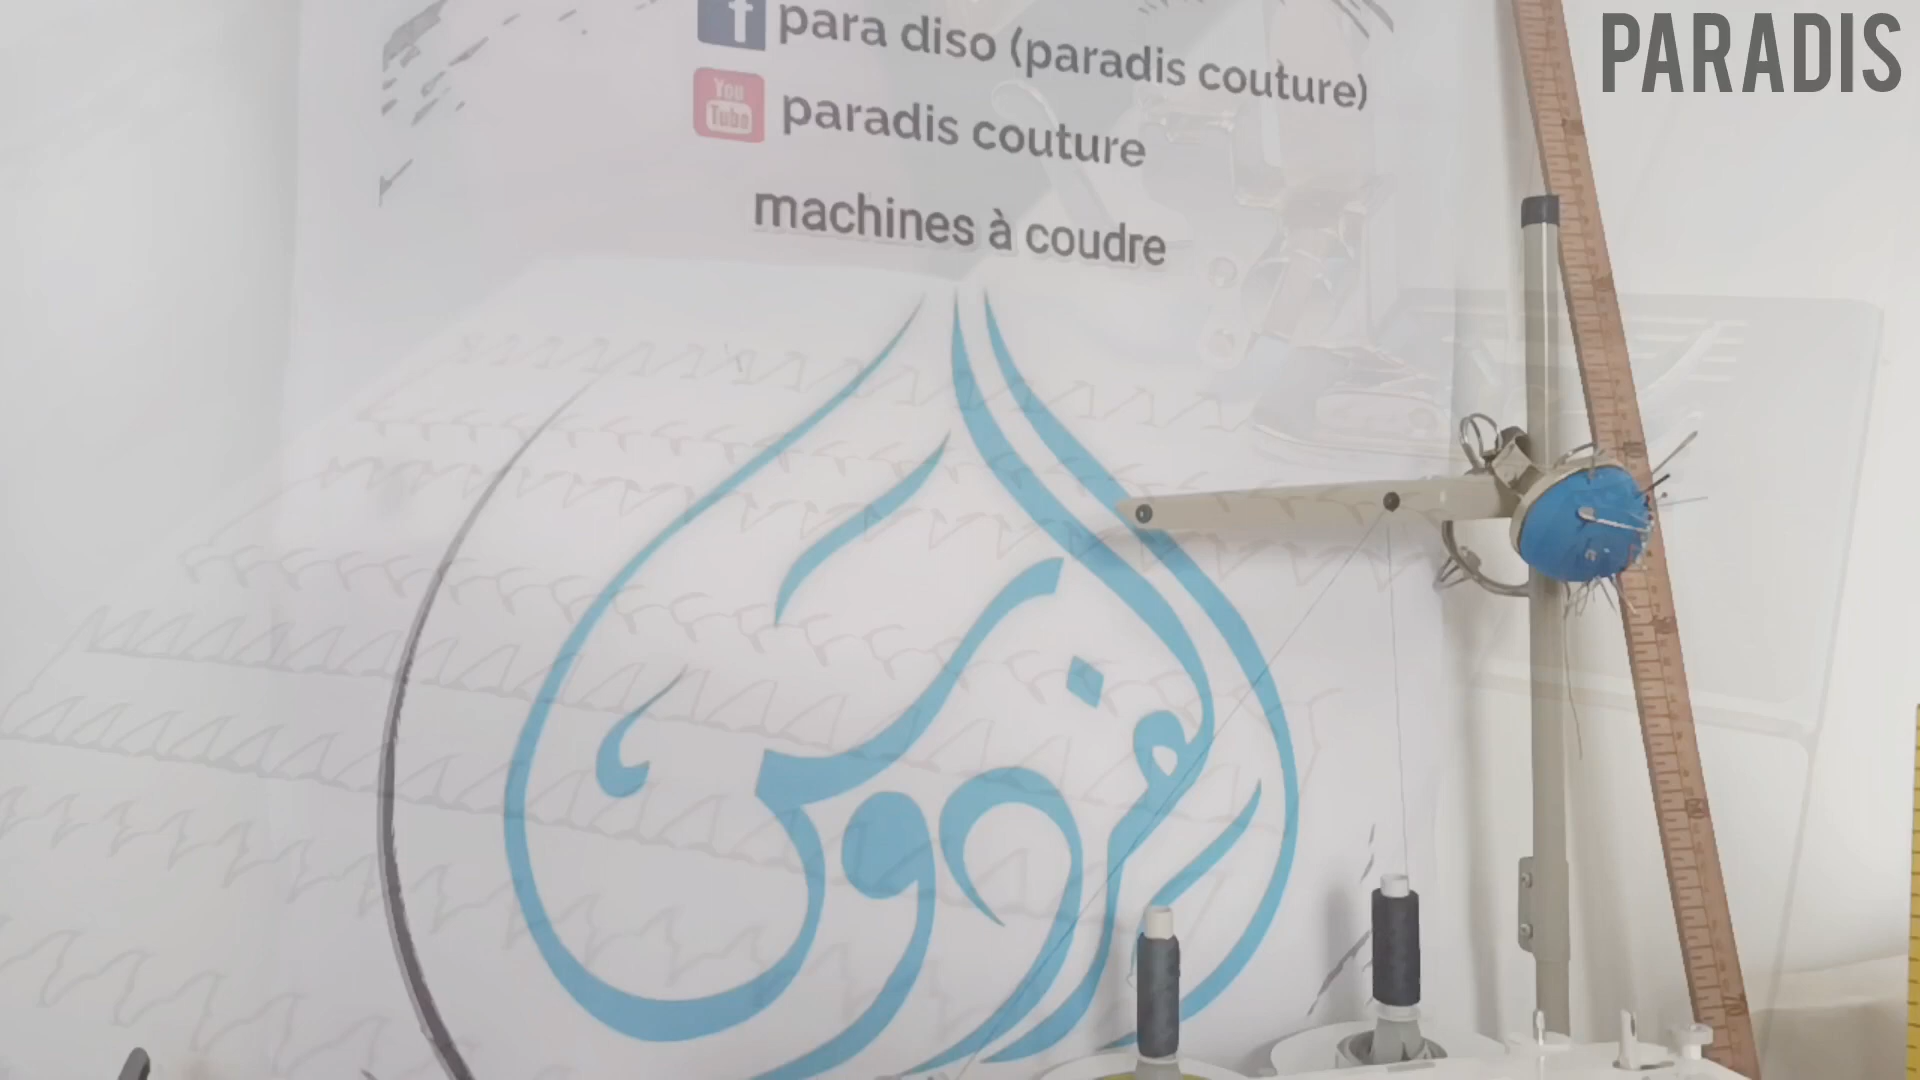 PARADIS
para diso (paradis couture)
You
Tube
paradis couture
machines à coudre
الفردوس